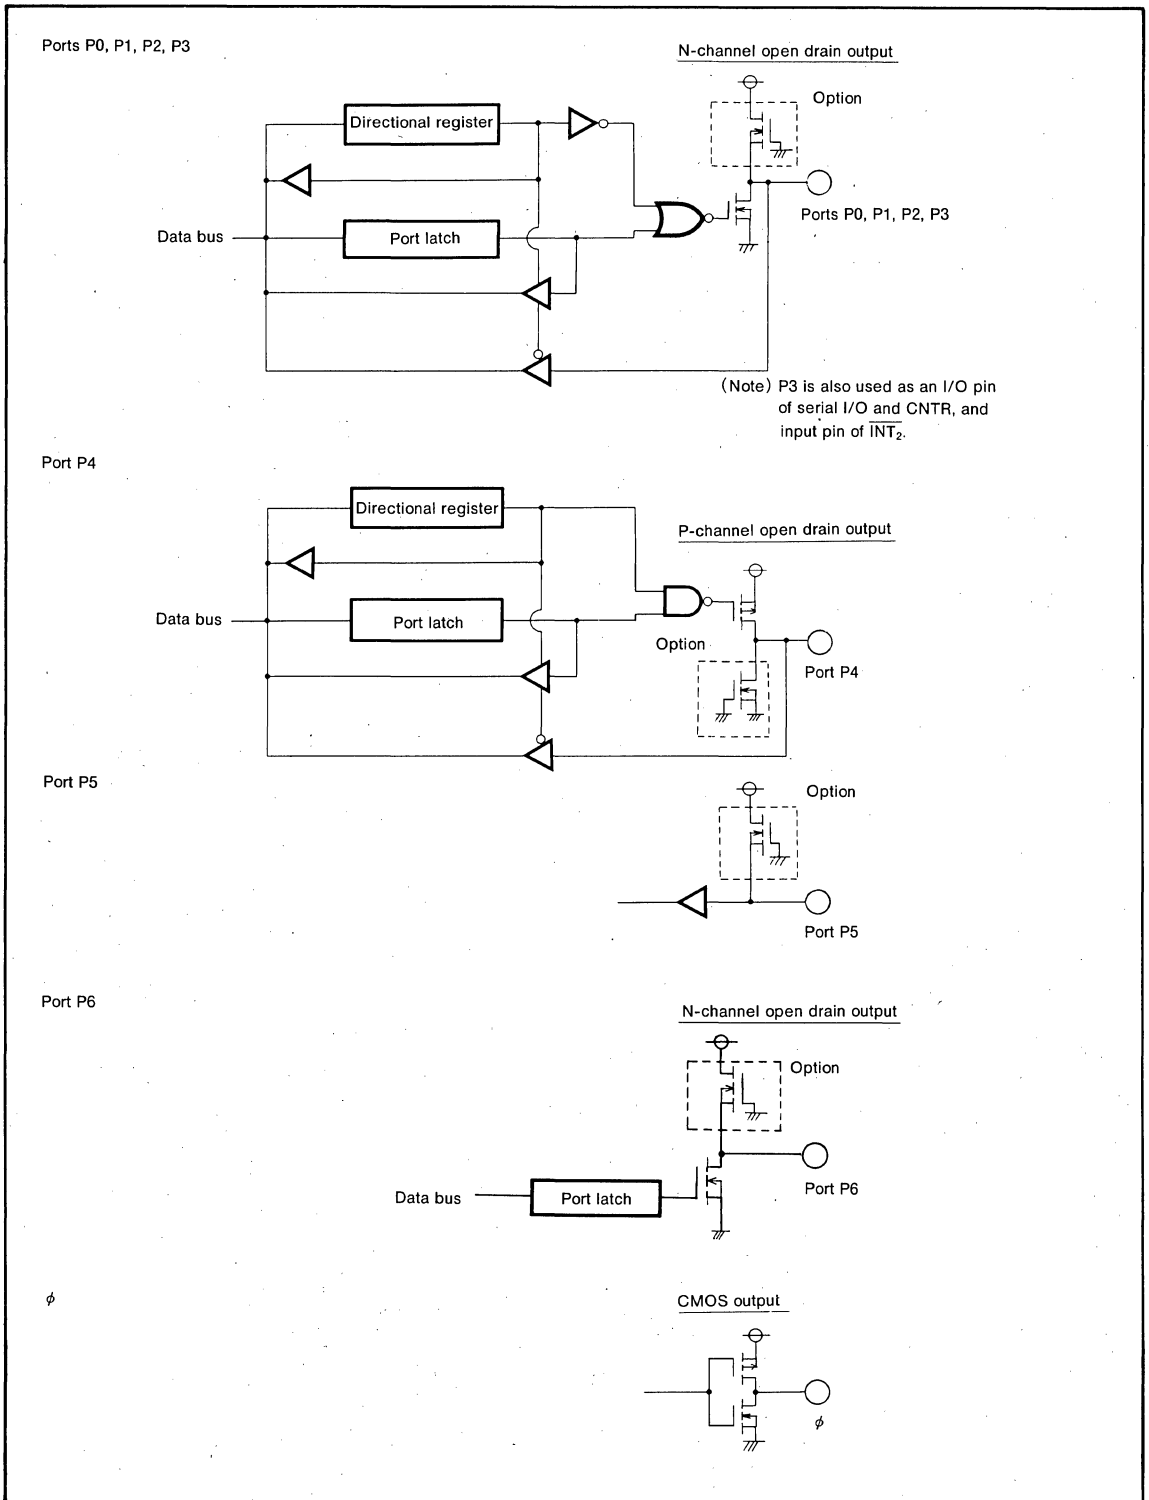 Ports P0, P1, P2, P3
N-channel open drain output
Option
Directional register
Data bus
Port latch
Ports P0, P1, P2, P3
(Note) P3 is also used as an I/O pin
of serial I/O and CNTR, and
input pin of I̅N̅T̅₂̅.
Port P4
Directional register
P-channel open drain output
Data bus
Port latch
Option
Port P4
Port P5
Option
Port P5
Port P6
N-channel open drain output
Option
Data bus
Port latch
Port P6
ϕ
CMOS output
ϕ